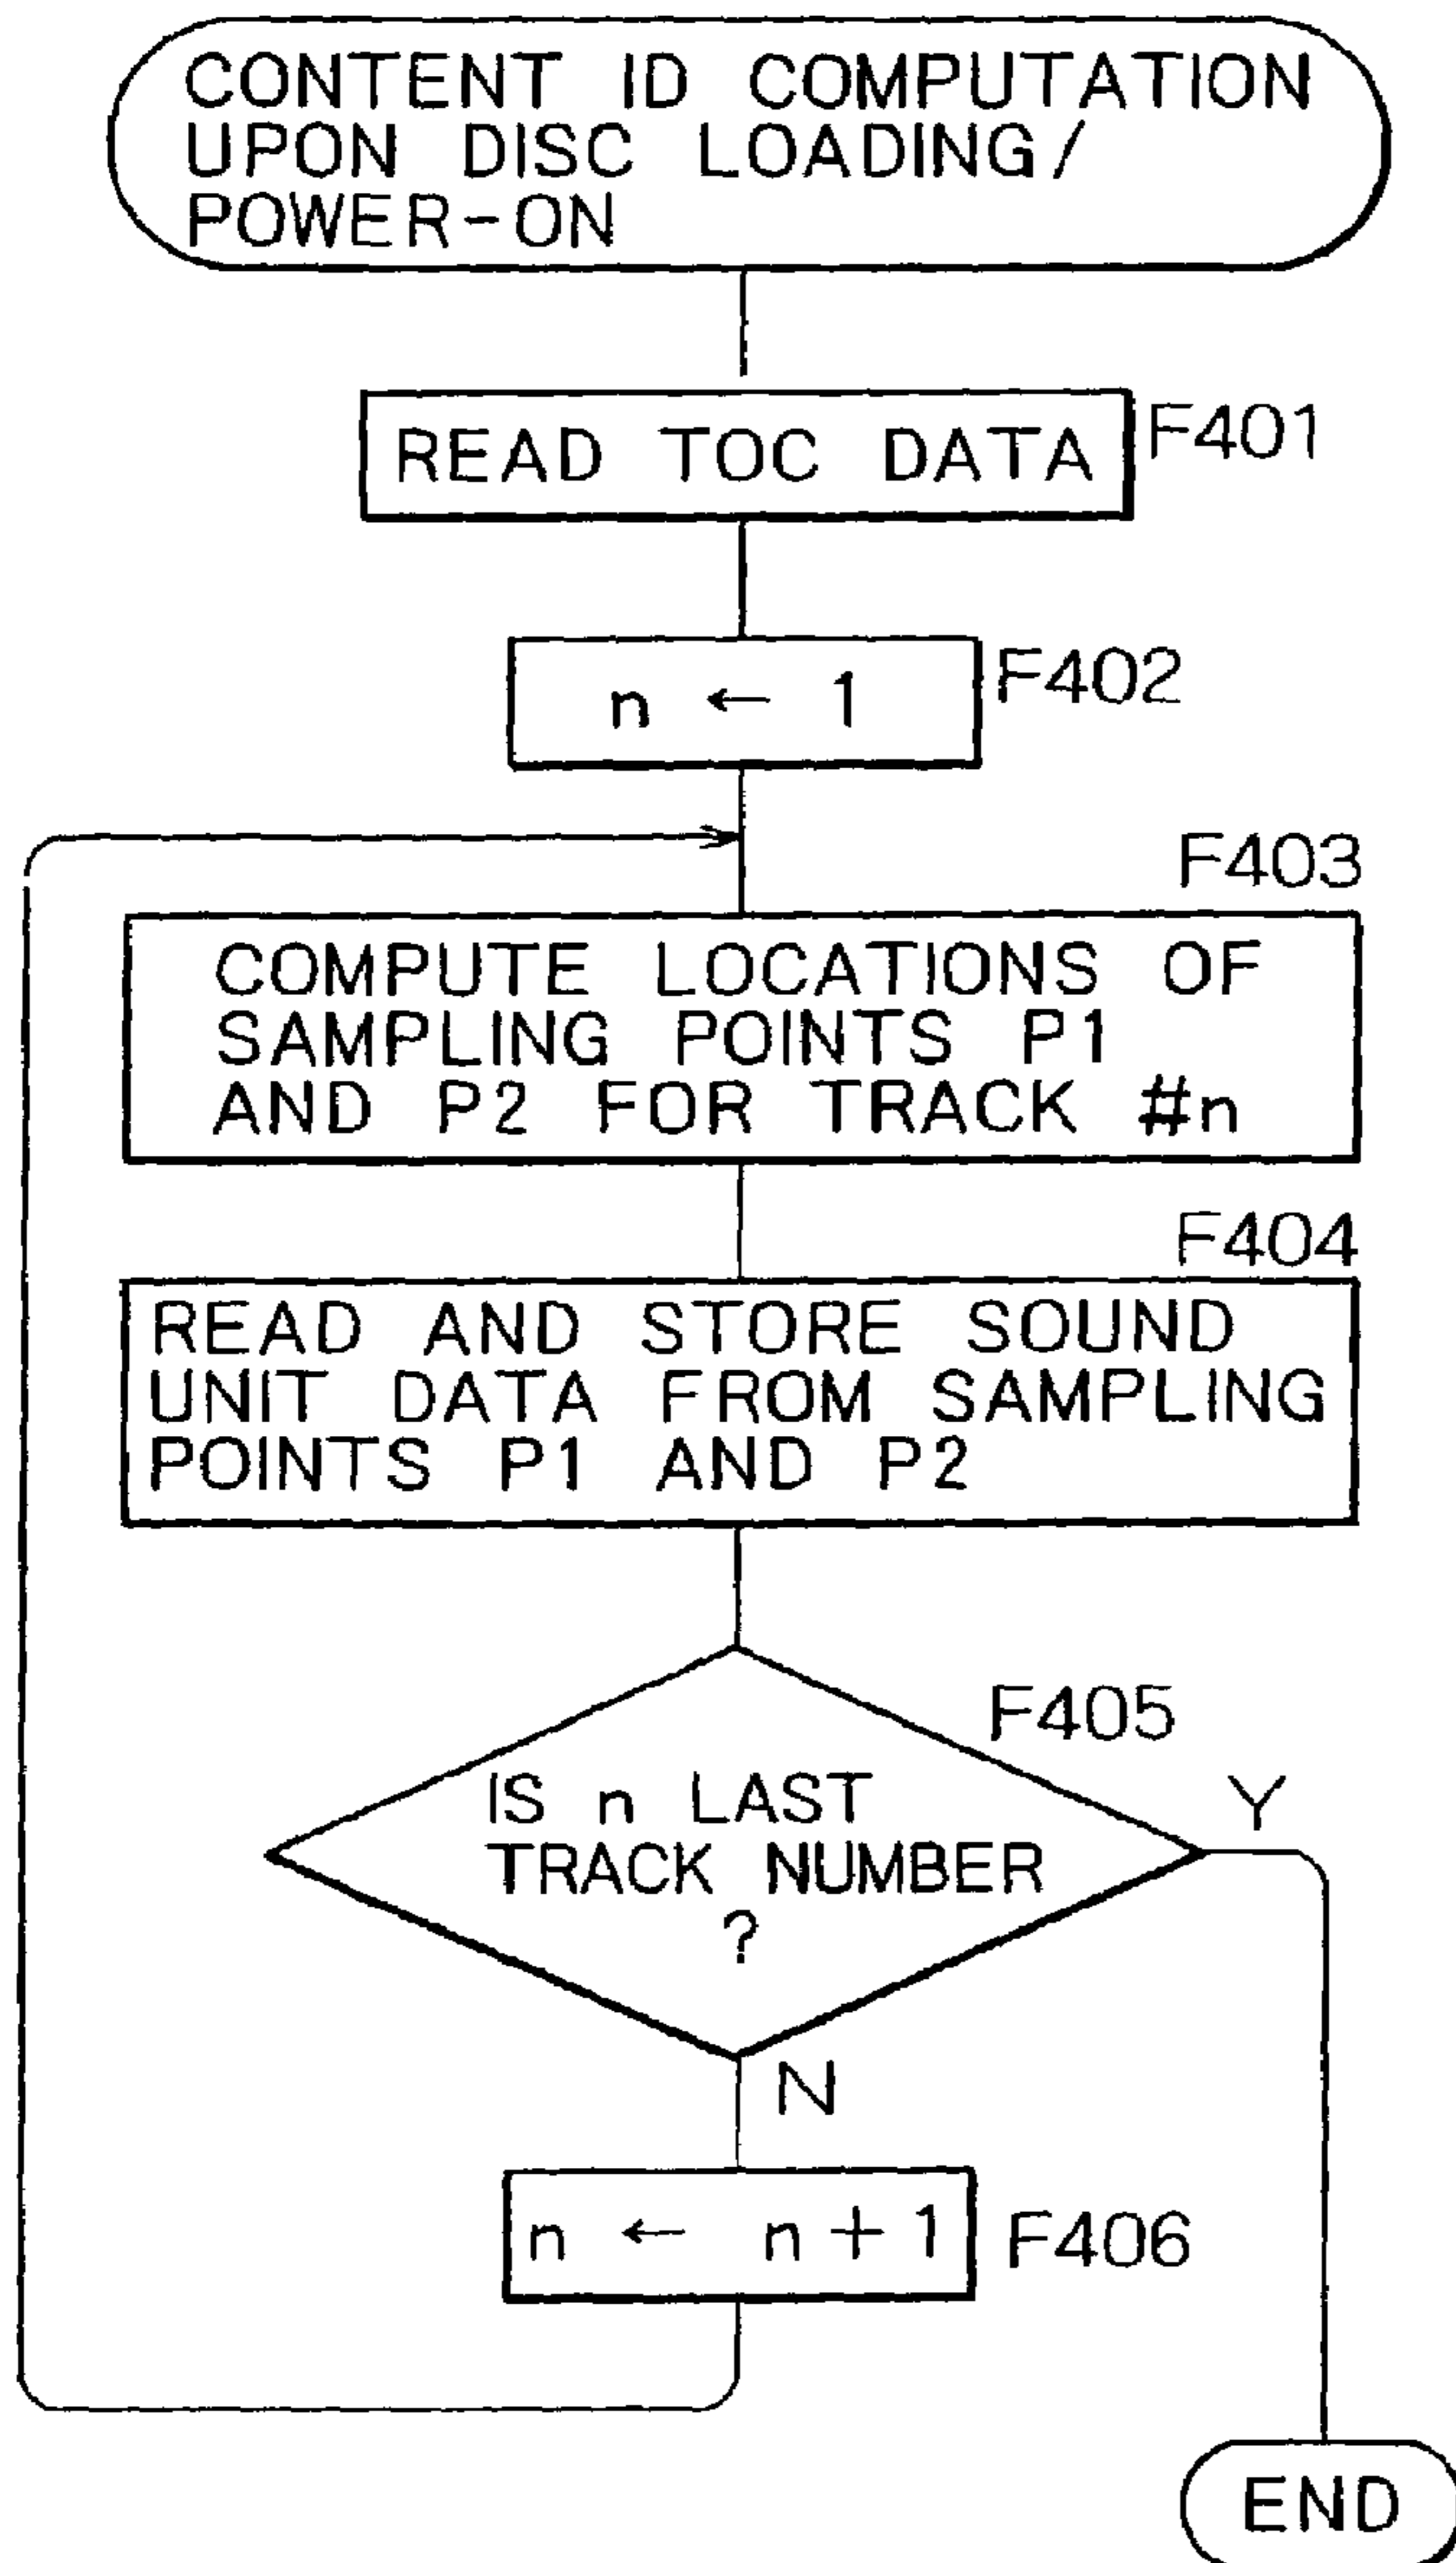 CONTENT ID COMPUTATION
UPON DISC LOADING/
POWER-ON
READ TOC DATA
F401
n ← 1
F402
F403
COMPUTE LOCATIONS OF
SAMPLING POINTS P1
AND P2 FOR TRACK #n
F404
READ AND STORE SOUND
UNIT DATA FROM SAMPLING
POINTS P1 AND P2
F405
IS n LAST
TRACK NUMBER
?
Y
N
n ← n+1
F406
END